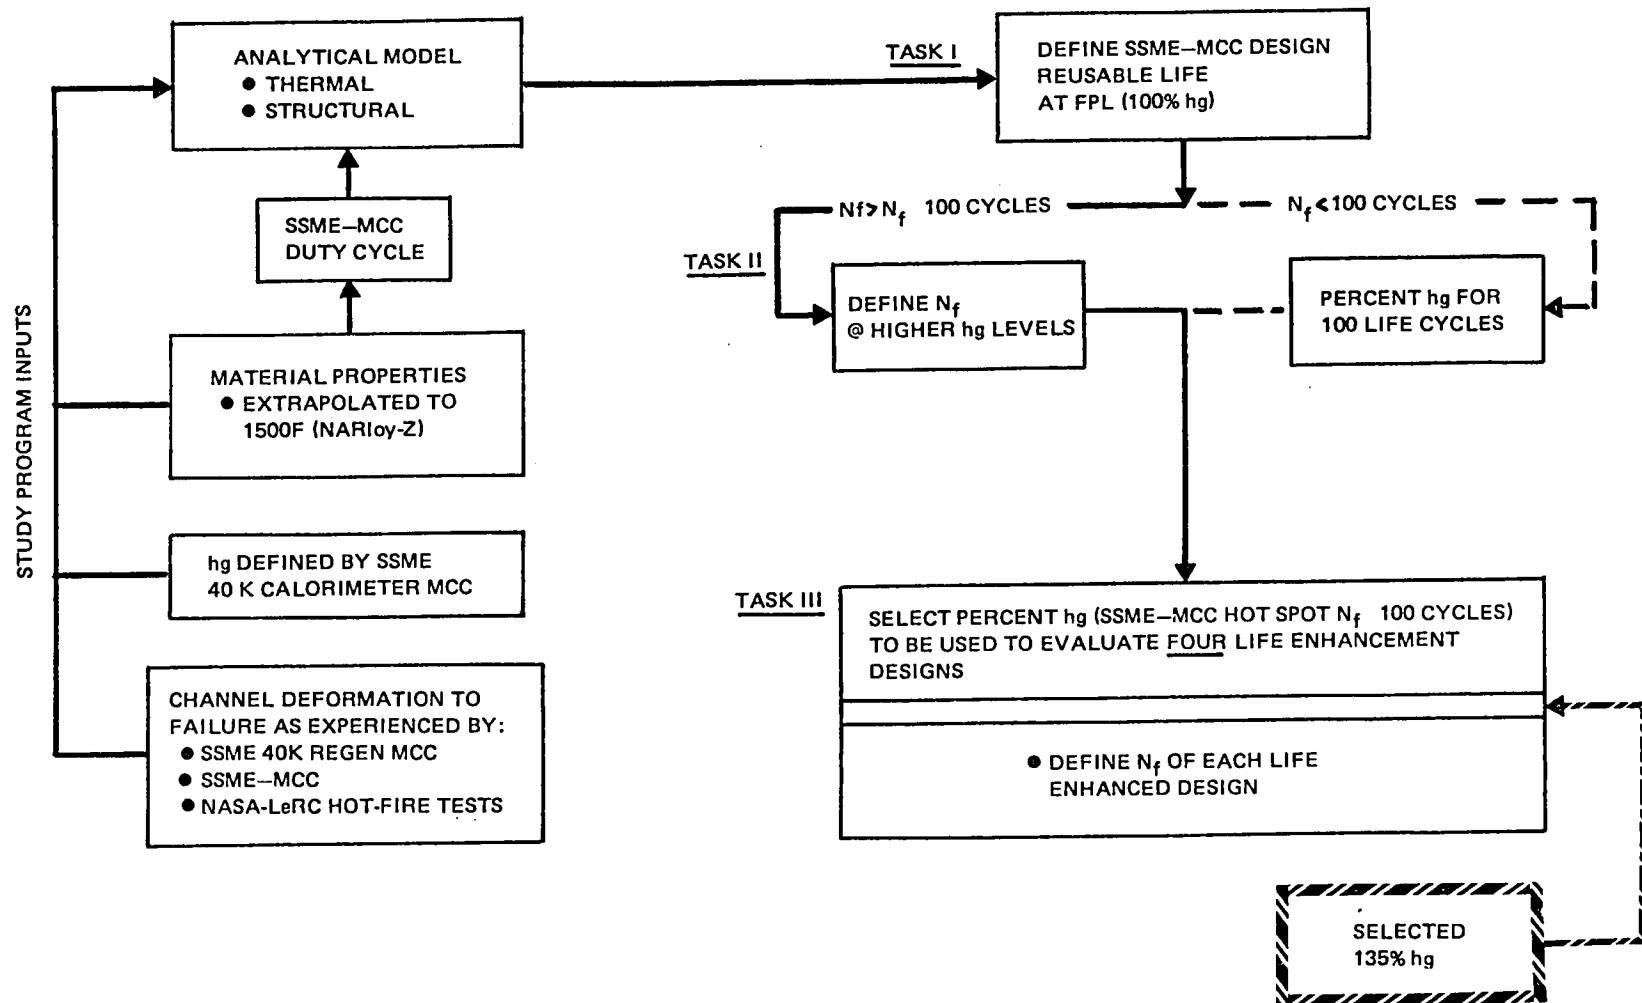 STUDY PROGRAM INPUTS
ANALYTICAL MODEL
● THERMAL
● STRUCTURAL
SSME–MCC
DUTY CYCLE
MATERIAL PROPERTIES
● EXTRAPOLATED TO
1500F (NARloy-Z)
hg DEFINED BY SSME
40 K CALORIMETER MCC
CHANNEL DEFORMATION TO
FAILURE AS EXPERIENCED BY:
● SSME 40K REGEN MCC
● SSME–MCC
● NASA-LeRC HOT-FIRE TESTS
TASK I
DEFINE SSME–MCC DESIGN
REUSABLE LIFE
AT FPL (100% hg)
Nf> Nf 100 CYCLES
Nf <100 CYCLES
TASK II
DEFINE Nf
@ HIGHER hg LEVELS
PERCENT hg FOR
100 LIFE CYCLES
TASK III
SELECT PERCENT hg (SSME–MCC HOT SPOT Nf 100 CYCLES)
TO BE USED TO EVALUATE FOUR LIFE ENHANCEMENT
DESIGNS
● DEFINE Nf OF EACH LIFE
ENHANCED DESIGN
SELECTED
135% hg